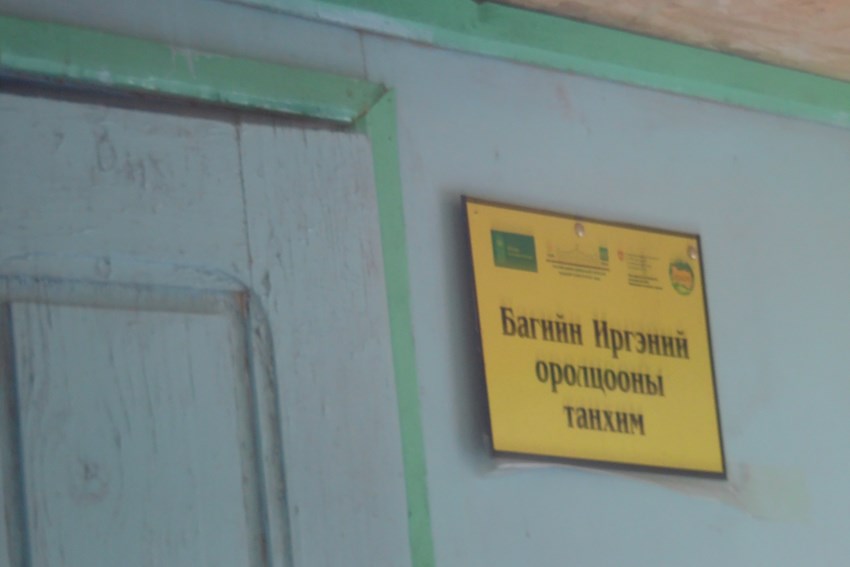 Багийн Иргэний
оролцооны
танхим